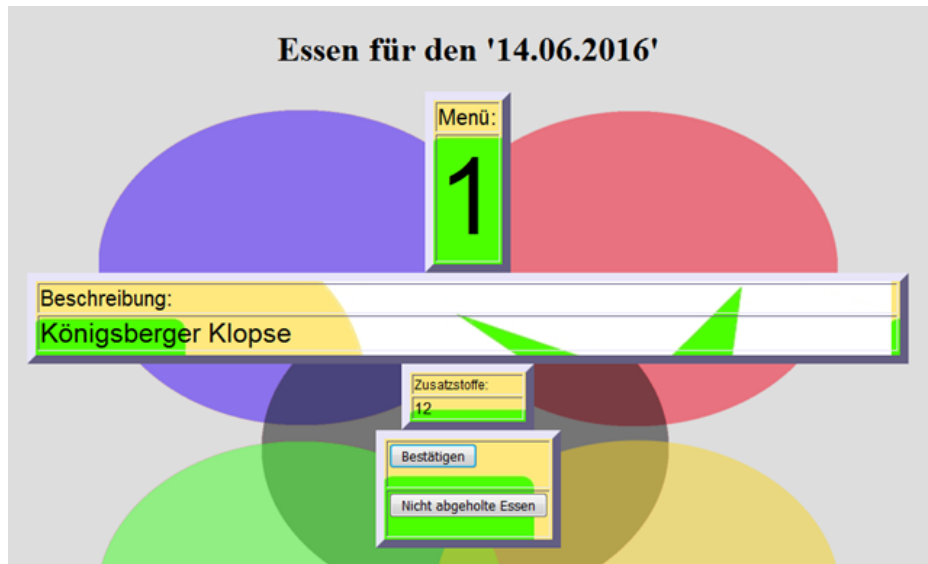 Essen für den '14.06.2016'
Menü:
1
Beschreibung:
Königsberger Klopse
Zusatzstoffe:
12
Bestätigen
Nicht abgeholte Essen